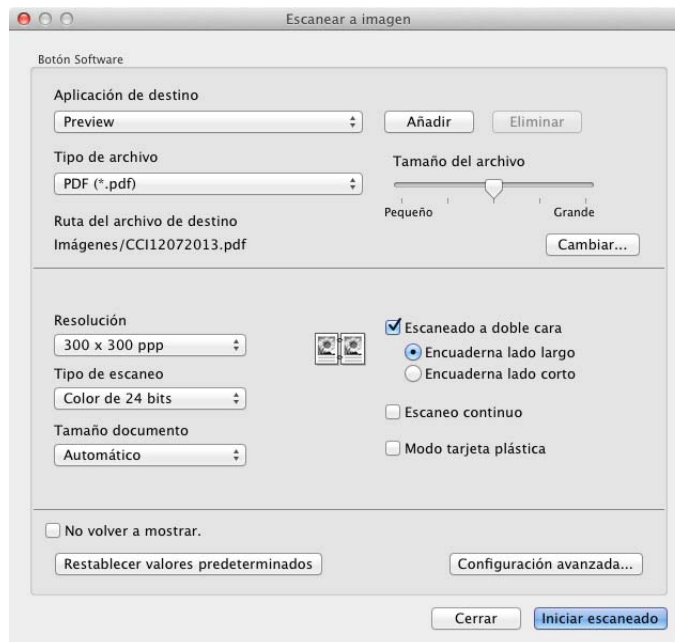 Escanear a imagen
Botón Software
Aplicación de destino
Preview
Añadir
Eliminar
Tipo de archivo
PDF (*.pdf)
Tamaño del archivo
Pequeño
Grande
Ruta del archivo de destino
Imágenes/CCI12072013.pdf
Cambiar...
Resolución
300 x 300 ppp
Tipo de escaneo
Color de 24 bits
Tamaño documento
Automático
Escaneado a doble cara
Encuaderna lado largo
Encuaderna lado corto
Escaneo continuo
Modo tarjeta plástica
No volver a mostrar.
Restablecer valores predeterminados
Configuración avanzada...
Cerrar
Iniciar escaneado